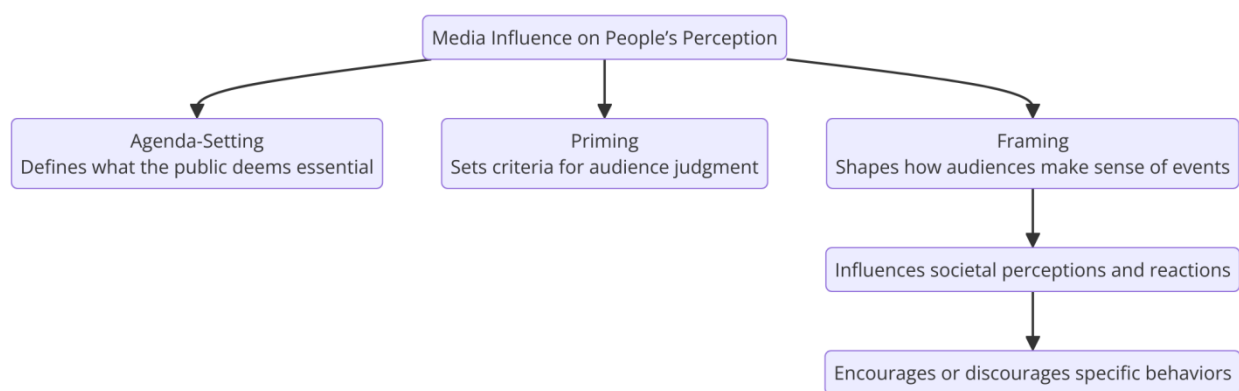 Media Influence on People’s Perception
Agenda-Setting
Defines what the public deems essential
Priming
Sets criteria for audience judgment
Framing
Shapes how audiences make sense of events
Influences societal perceptions and reactions
Encourages or discourages specific behaviors